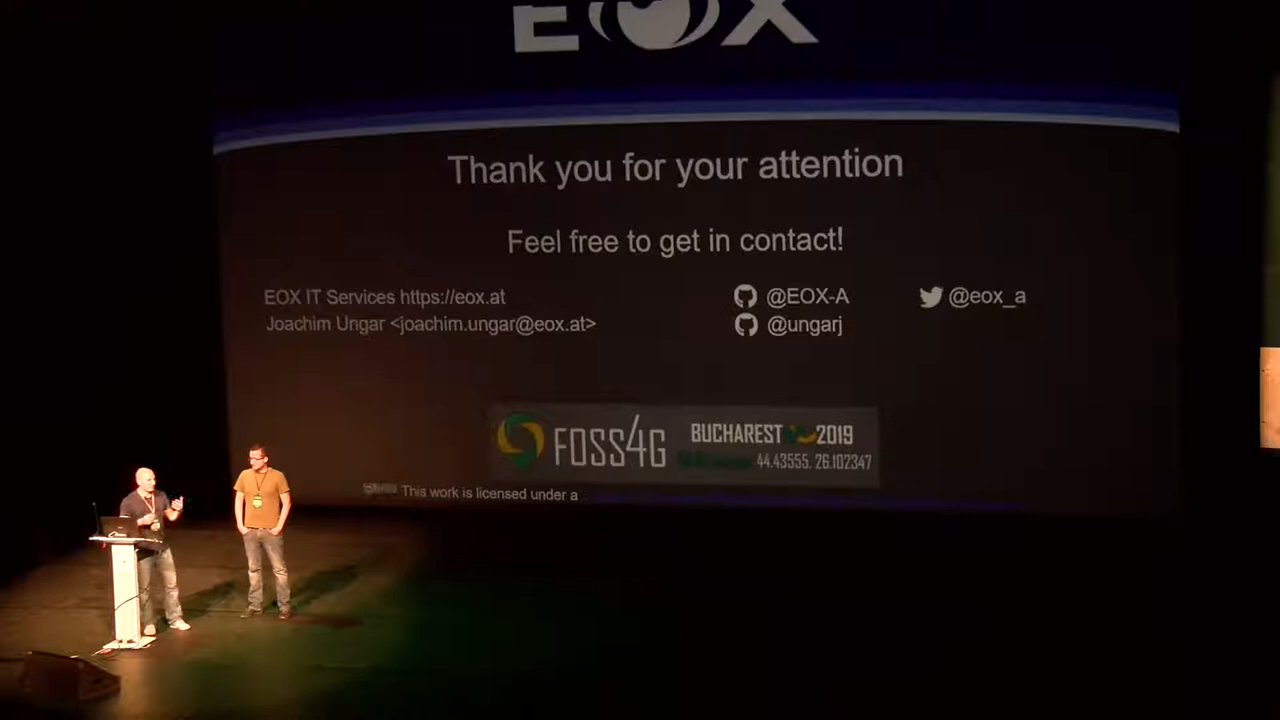 EOX
Thank you for your attention
Feel free to get in contact!
EOX IT Services https://eox.at
@EOX-A
@eox_a
Joachim Ungar <joachim.ungar@eox.at>
@ungarj
FOSS4G
BUCHAREST 2019
44.43555, 26.102347
This work is licensed under a